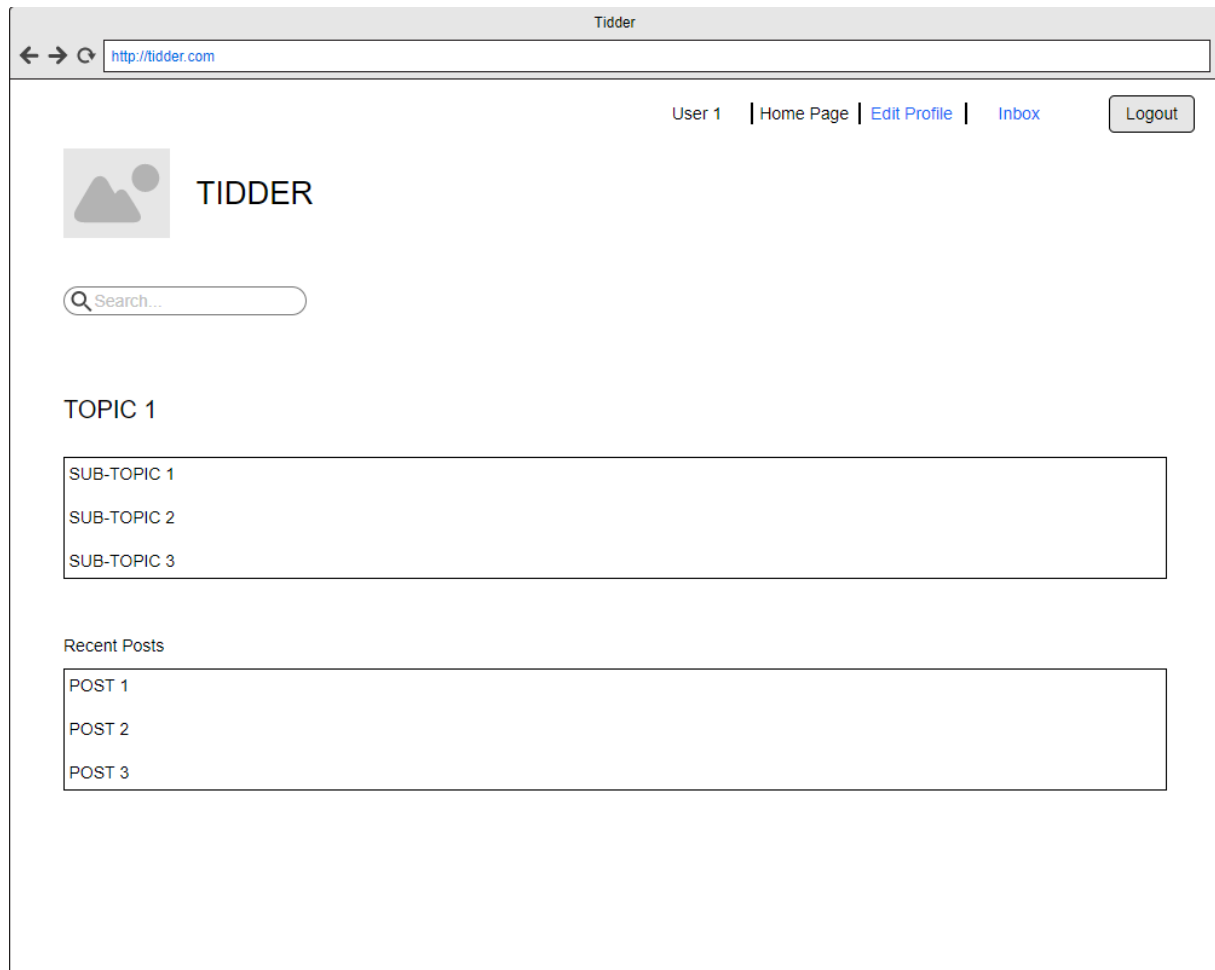 Tidder
http://tidder.com
User 1 Home Page Edit Profile Inbox Logout
TIDDER
Search...
TOPIC 1
SUB-TOPIC 1
SUB-TOPIC 2
SUB-TOPIC 3
Recent Posts
POST 1
POST 2
POST 3